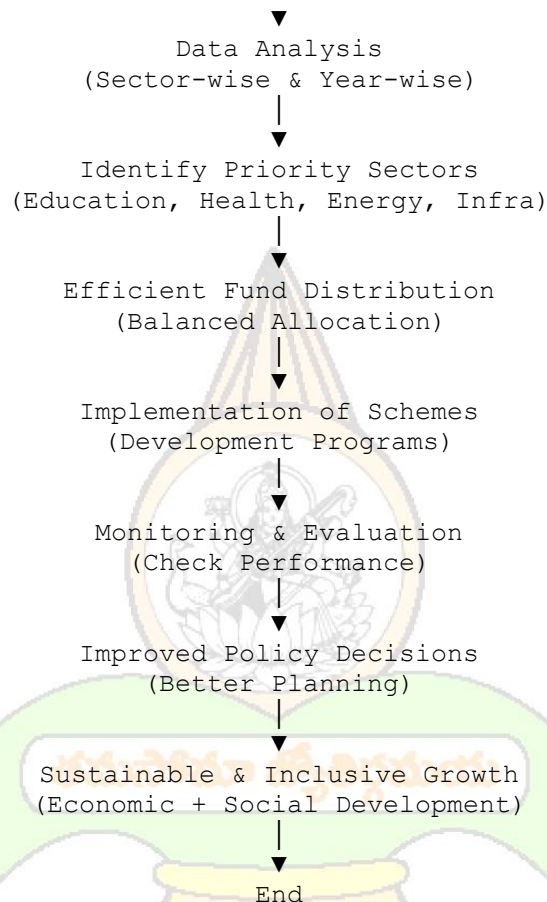 ▼
Data Analysis
(Sector-wise & Year-wise)
│
▼
Identify Priority Sectors
(Education, Health, Energy, Infra)
│
▼
Efficient Fund Distribution
(Balanced Allocation)
│
▼
Implementation of Schemes
(Development Programs)
│
▼
Monitoring & Evaluation
(Check Performance)
│
▼
Improved Policy Decisions
(Better Planning)
│
▼
Sustainable & Inclusive Growth
(Economic + Social Development)
│
▼
End